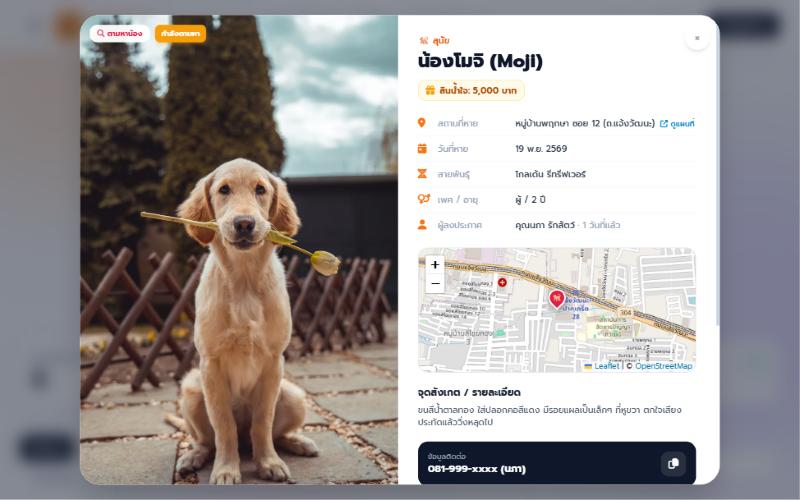 ตามหาน้อง
กำลังตามหา
สุนัข
น้องโมจิ (Moji)
สินน้ำใจ: 5,000 บาท
สถานที่หาย หมู่บ้านพฤกษา ซอย 12 (ถ.แจ้งวัฒนะ) ดูแผนที่
วันที่หาย 19 พ.ย. 2569
สายพันธุ์ โกลเด้น รีทรีฟเวอร์
เพศ / อายุ ผู้ / 2 ปี
ผู้ลงประกาศ คุณนภา รักสัตว์ · 1 วันที่แล้ว
+
−
304
28
Leaflet | © OpenStreetMap
จุดสังเกต / รายละเอียด
ขนสีน้ำตาลทอง ใส่ปลอกคอสีแดง มีรอยแผลเป็นเล็กๆ ที่หูขวา ตกใจเสียง
ประทัดแล้ววิ่งหลุดไป
ข้อมูลติดต่อ
081-999-xxxx (นภา)